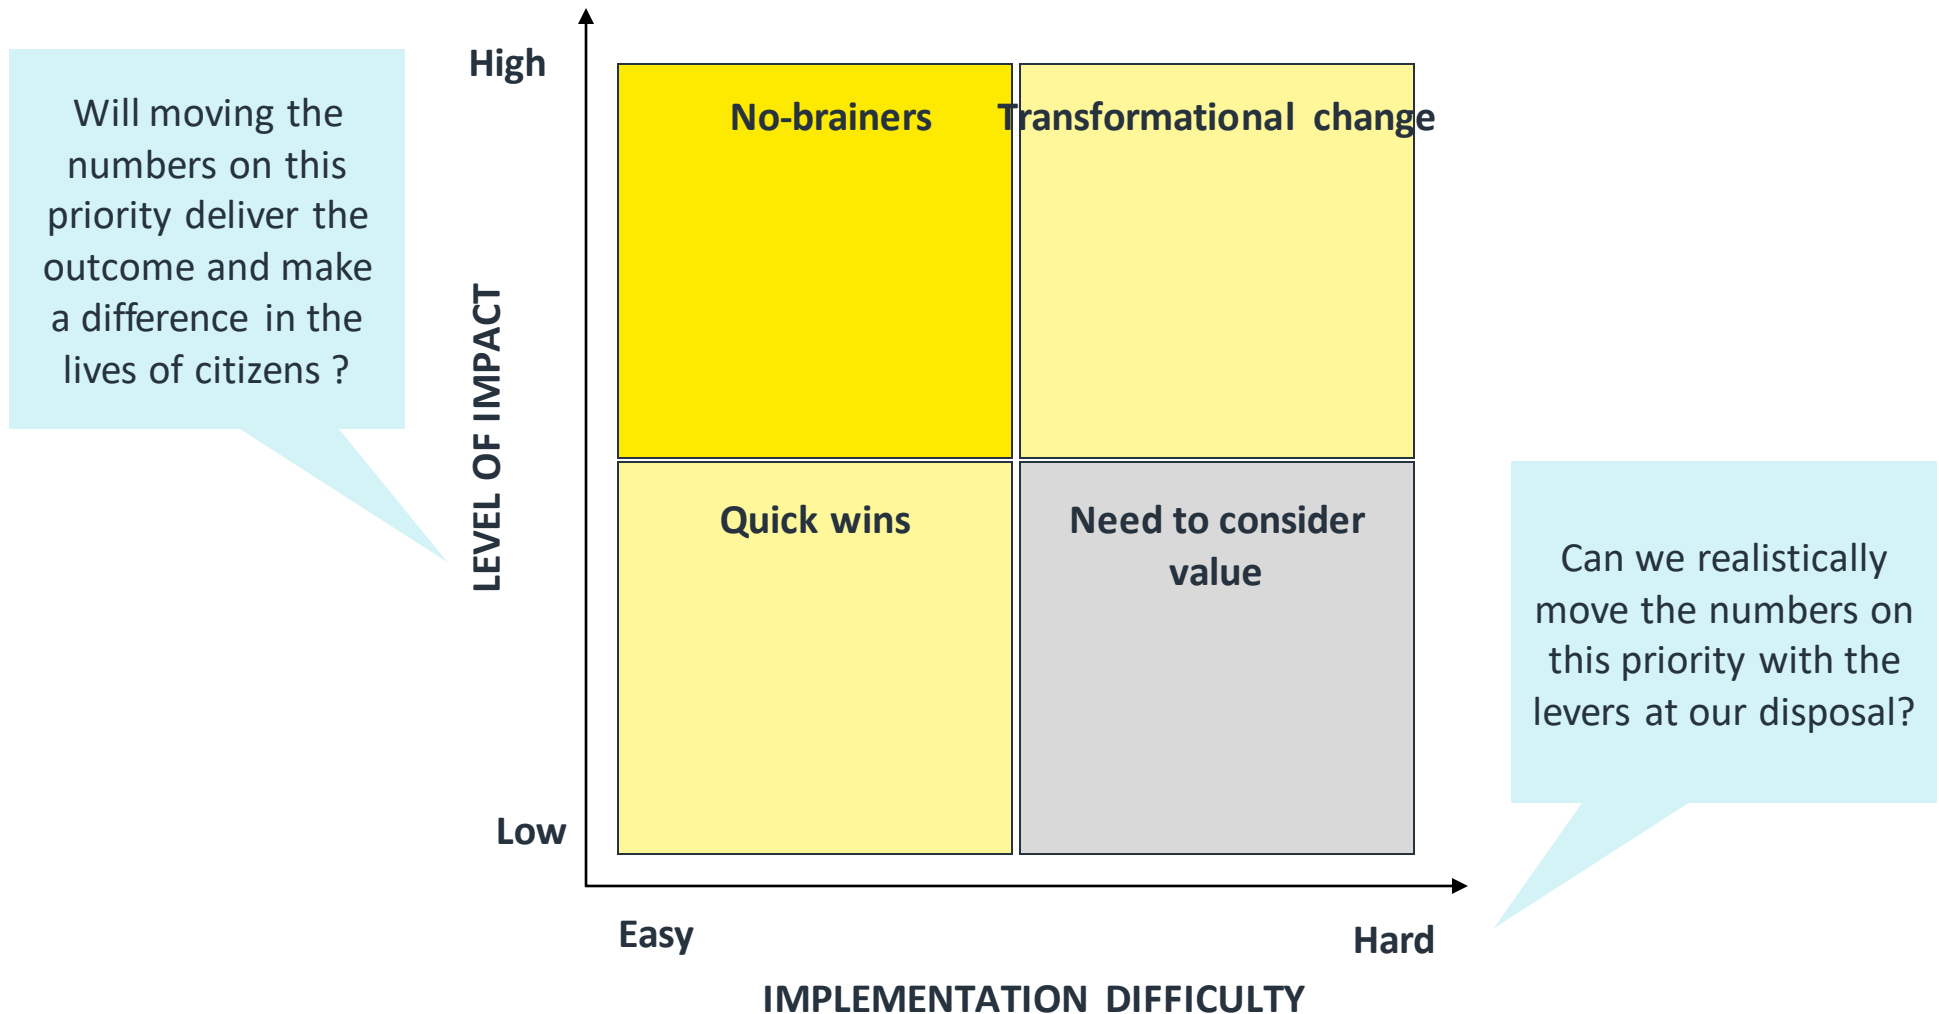 High
Will moving the
numbers on this
priority deliver the
outcome and make
a difference in the
lives of citizens ?
LEVEL OF IMPACT
No-brainers
Transformational change
Quick wins
Need to consider
value
Can we realistically
move the numbers on
this priority with the
levers at our disposal?
Low
Easy
Hard
IMPLEMENTATION DIFFICULTY